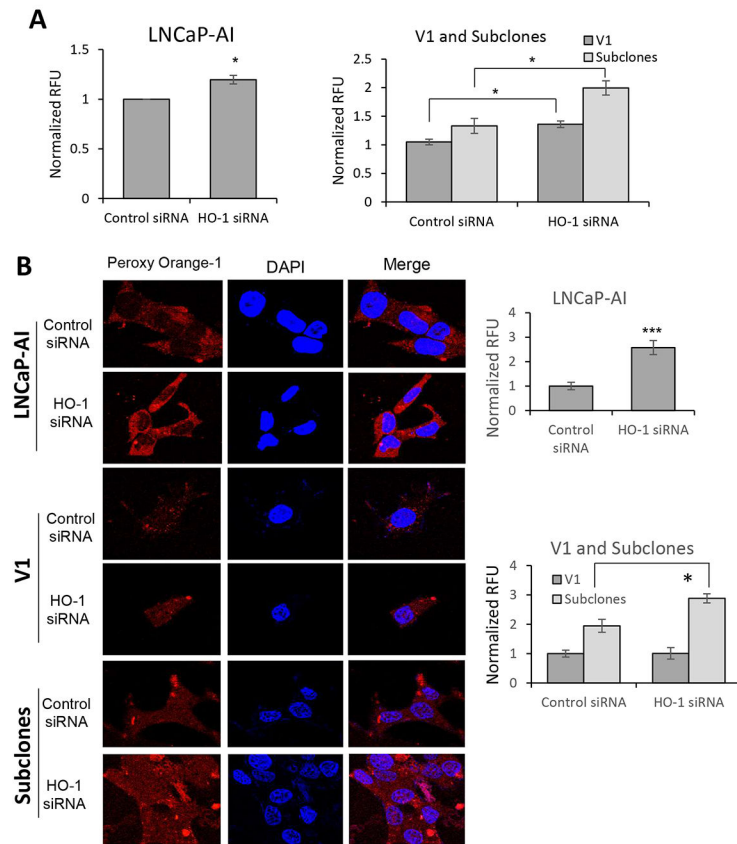 A
LNCaP-AI
Normalized RFU
1.5
1
0.5
0
*
Control siRNA
HO-1 siRNA
V1 and Subclones
V1
Subclones
Normalized RFU
2.5
2
1.5
1
0.5
0
*
*
Control siRNA
HO-1 siRNA
B
Peroxy Orange-1
DAPI
Merge
LNCaP-AI
Control
siRNA
HO-1
siRNA
V1
Control
siRNA
HO-1
siRNA
Subclones
Control
siRNA
HO-1
siRNA
LNCaP-AI
Normalized RFU
4
3
2
1
0
***
Control
siRNA
HO-1 siRNA
V1 and Subclones
V1
Subclones
Normalized RFU
4
3
2
1
0
*
Control siRNA
HO-1 siRNA